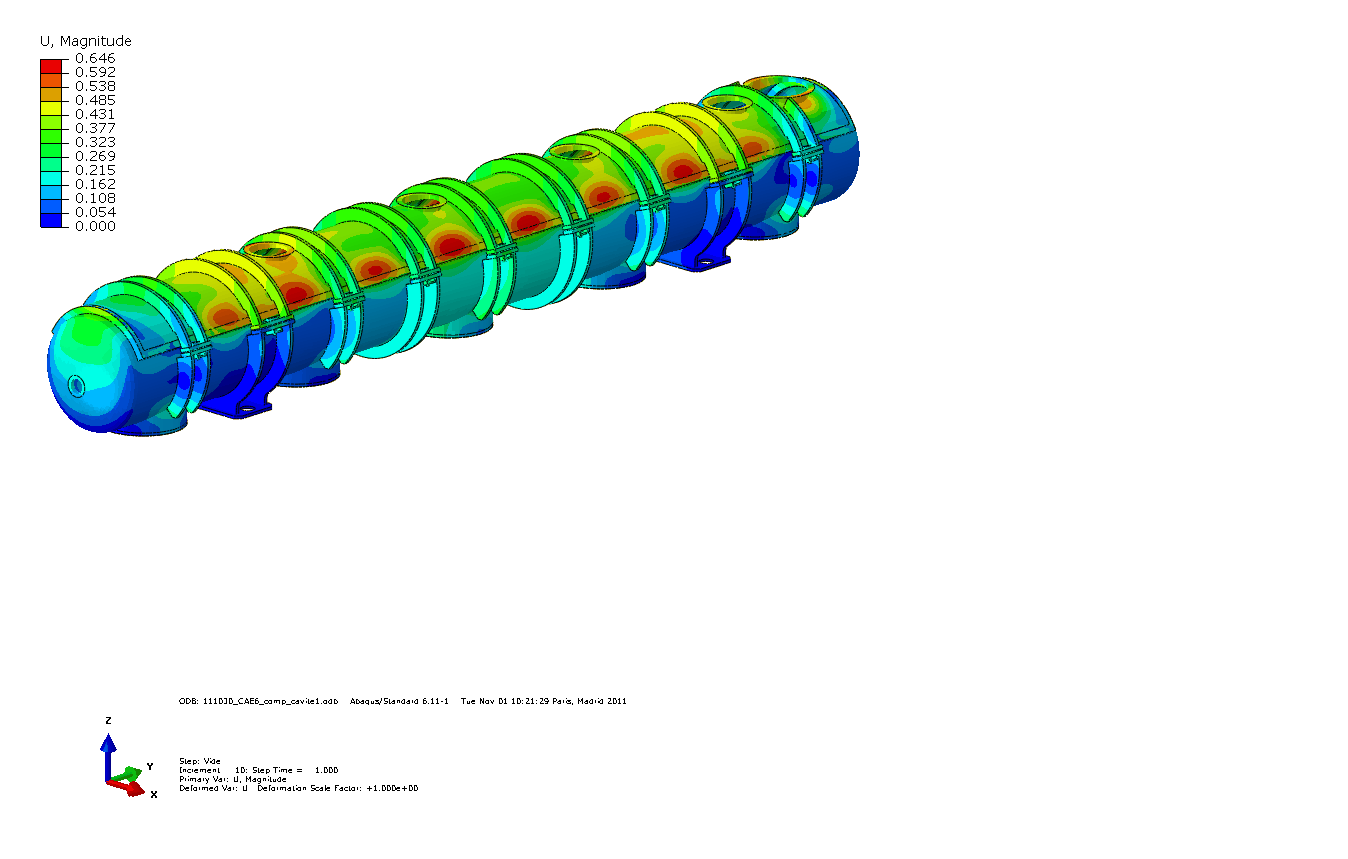 U, Magnitude
0.646
0.592
0.538
0.485
0.431
0.377
0.323
0.269
0.215
0.162
0.108
0.054
0.000
ODB: 111030_CAE6_comp_cavite1.odb Abaqus/Standard 6.11-1 Tue Nov 01 10:21:29 Paris, Madrid 2011
Z
Y
X
Step: Vide
Increment 10: Step Time = 1.000
Primary Var: U, Magnitude
Deformed Var: U Deformation Scale Factor: +1.000e+00